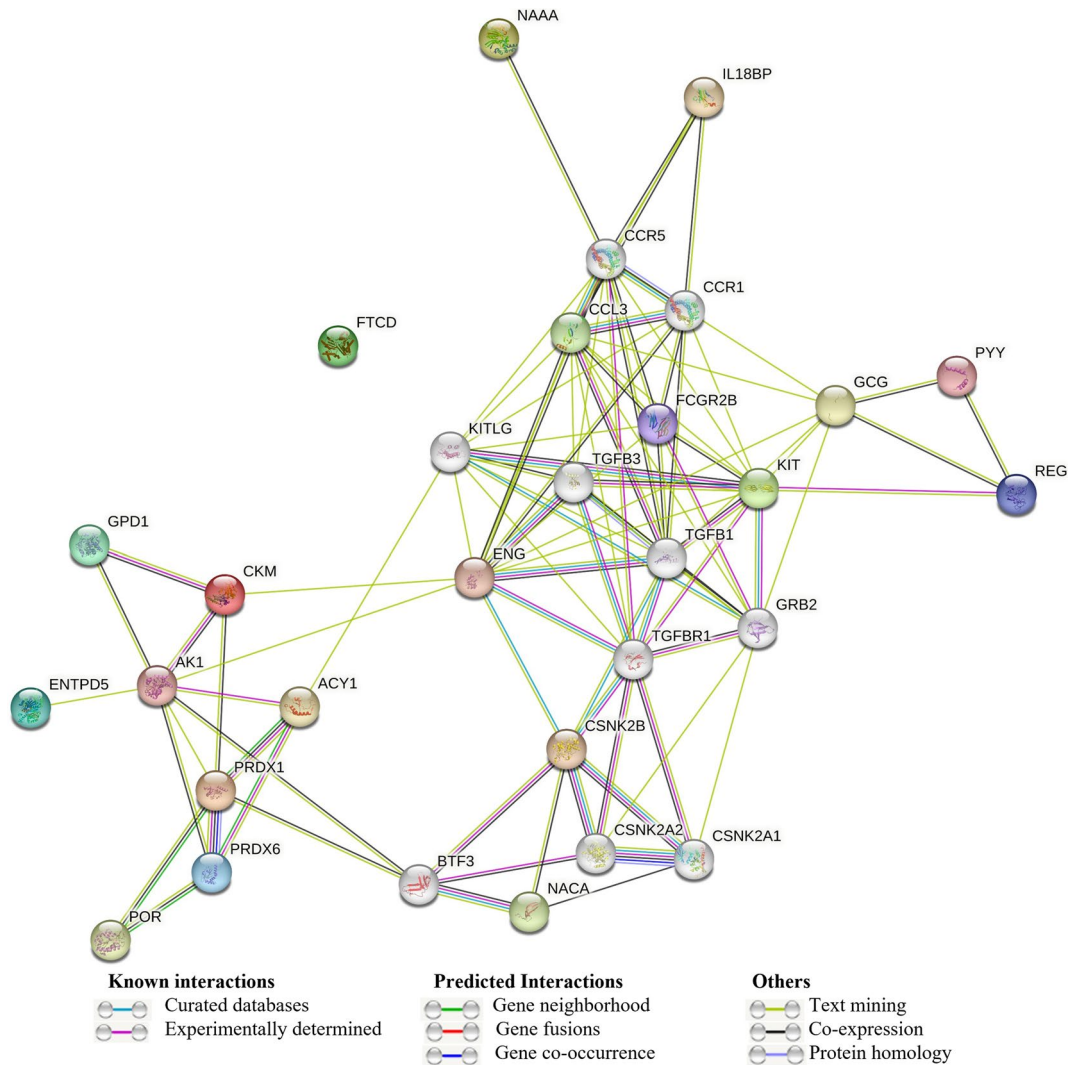 NAAA
IL18BP
CCR5
CCR1
CCL3
FTCD
PYY
GCG
FCGR2B
KITLG
TGFB3
KIT
REG
GPD1
TGFB1
ENG
CKM
GRB2
TGFBR1
AK1
ENTPD5
ACY1
CSNK2B
PRDX1
CSNK2A2
CSNK2A1
PRDX6
BTF3
NACA
POR
Known interactions
Curated databases
Experimentally determined
Predicted Interactions
Gene neighborhood
Gene fusions
Gene co-occurrence
Others
Text mining
Co-expression
Protein homology